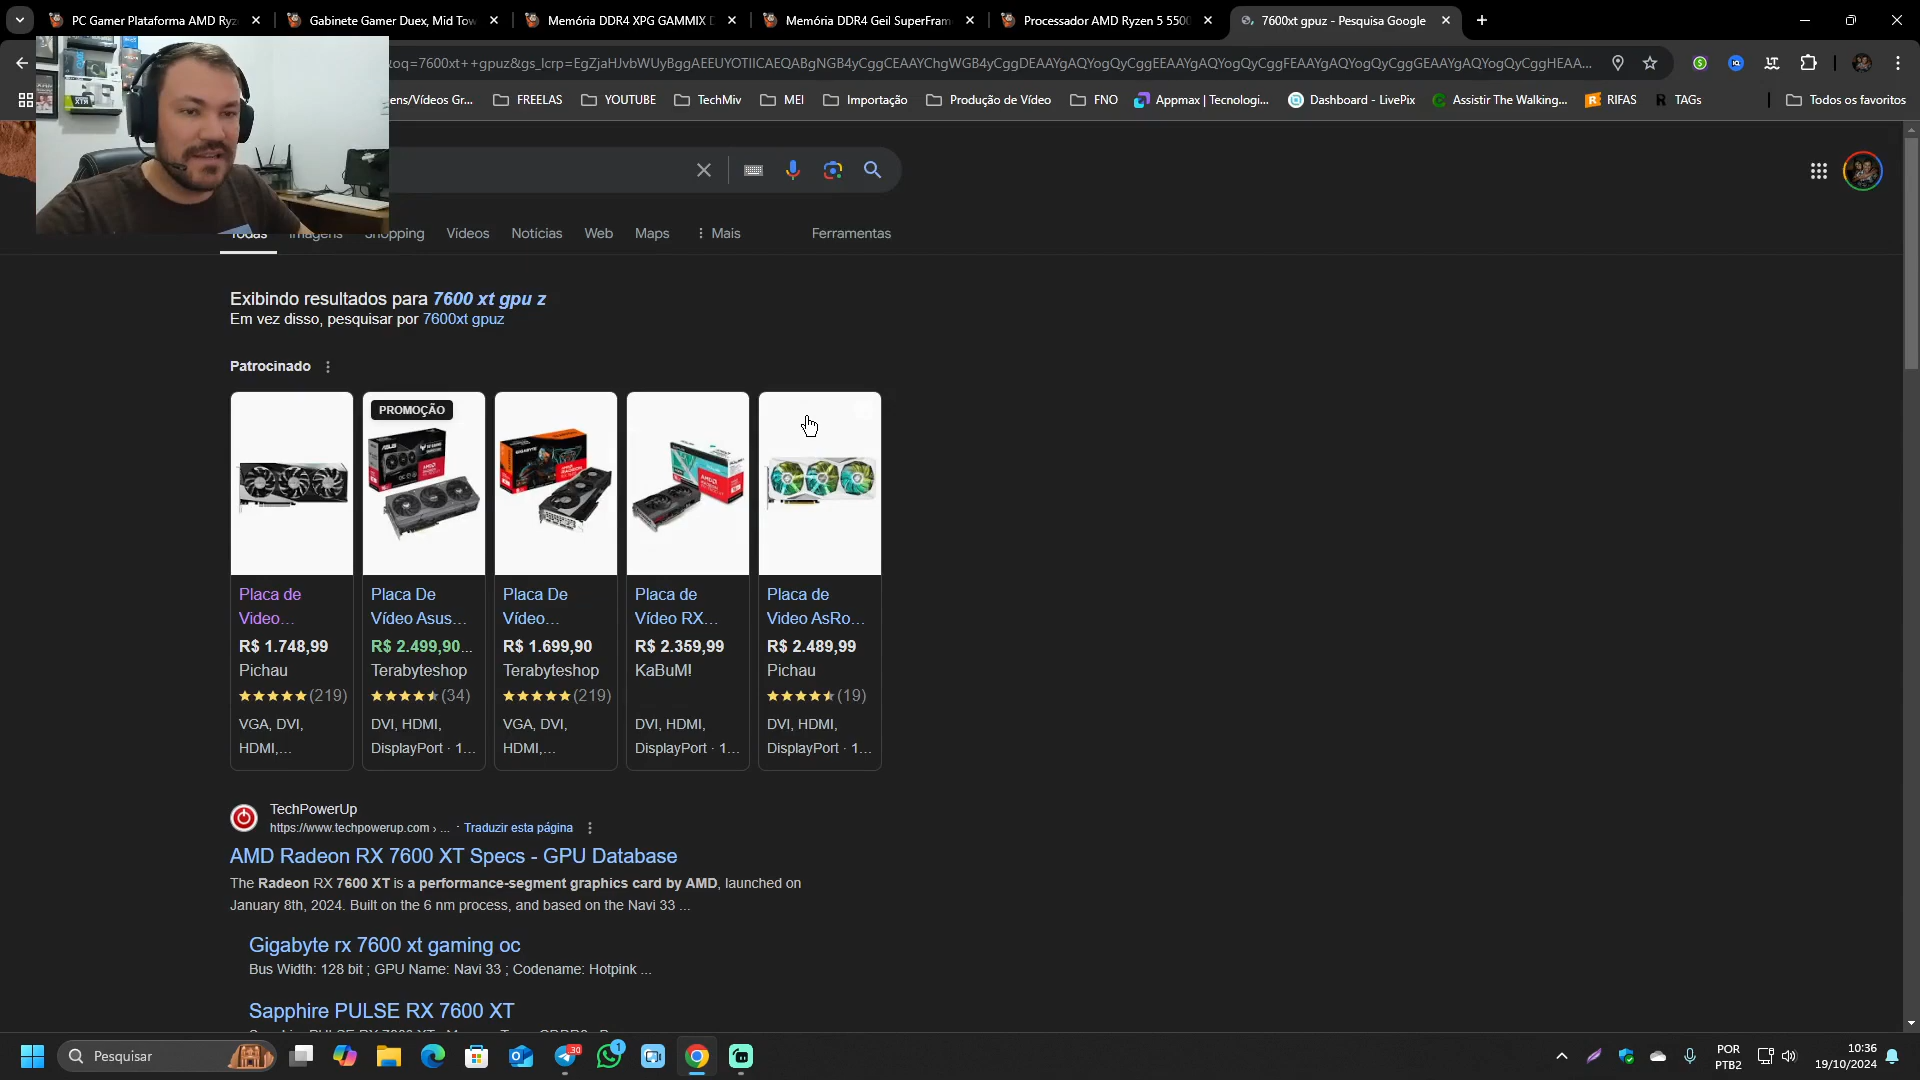 PC Gamer Plataforma AMD Ryz
Gabinete Gamer Duex, Mid Tow
Memória DDR4 XPG GAMMIX D
Memória DDR4 Geil SuperFram
Processador AMD Ryzen 5 5500
7600xt gpuz - Pesquisa Google
ens/Vídeos Gr...
FREELAS
YOUTUBE
TechMiv
MEI
Importação
Produção de Vídeo
FNO
Appmax | Tecnologi...
Dashboard - LivePix
Assistir The Walking...
RIFAS
TAGs
Todos os favoritos
Todas
Imagens
Shopping
Vídeos
Notícias
Web
Maps
Mais
Ferramentas
Exibindo resultados para 7600 xt gpu z
Em vez disso, pesquisar por 7600xt gpuz
Patrocinado
PROMOÇÃO
Placa de
Video...
R$ 1.748,99
Pichau
(219)
VGA, DVI,
HDMI,...
Placa De
Vídeo Asus...
R$ 2.499,90...
Terabyteshop
(34)
DVI, HDMI,
DisplayPort · 1...
Placa De
Vídeo...
R$ 1.699,90
Terabyteshop
(219)
VGA, DVI,
HDMI,...
Placa de
Vídeo RX...
R$ 2.359,99
KaBuM!
DVI, HDMI,
DisplayPort · 1...
Placa de
Video AsRo...
R$ 2.489,99
Pichau
(19)
DVI, HDMI,
DisplayPort · 1...
TechPowerUp
https://www.techpowerup.com › ... · Traduzir esta página
AMD Radeon RX 7600 XT Specs - GPU Database
The Radeon RX 7600 XT is a performance-segment graphics card by AMD, launched on
January 8th, 2024. Built on the 6 nm process, and based on the Navi 33 ...
Gigabyte rx 7600 xt gaming oc
Bus Width: 128 bit ; GPU Name: Navi 33 ; Codename: Hotpink ...
Sapphire PULSE RX 7600 XT
Pesquisar
30
1
POR
PTB2
10:36
19/10/2024